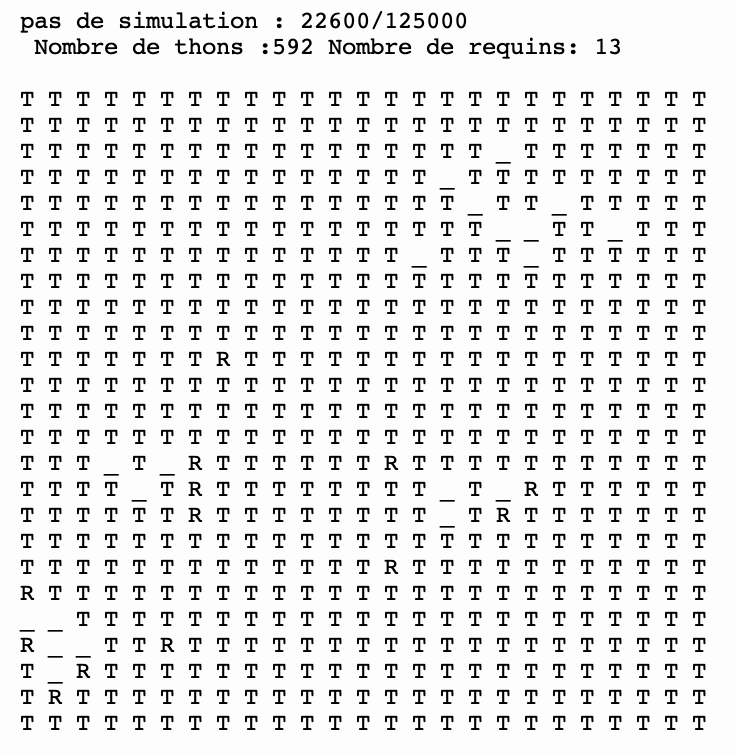 pas de simulation : 22600/125000
Nombre de thons :592 Nombre de requins: 13
T T T T T T T T T T T T T T T T T T T T T T T T T
T T T T T T T T T T T T T T T T T T T T T T T T T
T T T T T T T T T T T T T T T T T _ T T T T T T T
T T T T T T T T T T T T T T T _ T T T T T T T T T
T T T T T T T T T T T T T T T T _ T T _ T T T T T
T T T T T T T T T T T T T T T T T _ _ T T _ T T T
T T T T T T T T T T T T T T _ T T T _ T T T T T T
T T T T T T T T T T T T T T T T T T T T T T T T T
T T T T T T T T T T T T T T T T T T T T T T T T T
T T T T T T T T T T T T T T T T T T T T T T T T T
T T T T T T T R T T T T T T T T T T T T T T T T T
T T T T T T T T T T T T T T T T T T T T T T T T T
T T T T T T T T T T T T T T T T T T T T T T T T T
T T T T T T T T T T T T T T T T T T T T T T T T T
T T T _ T _ R T T T T T T R T T T T T T T T T T T
T T T T _ T R T T T T T T T T _ T _ R T T T T T T
T T T T T T R T T T T T T T T _ T R T T T T T T T
T T T T T T T T T T T T T T T T T T T T T T T T T
T T T T T T T T T T T T T R T T T T T T T T T T T
R T T T T T T T T T T T T T T T T T T T T T T T T
_ _ T T T T T T T T T T T T T T T T T T T T T T T
R _ _ T T R T T T T T T T T T T T T T T T T T T T
T _ R T T T T T T T T T T T T T T T T T T T T T T
T R T T T T T T T T T T T T T T T T T T T T T T T
T T T T T T T T T T T T T T T T T T T T T T T T T